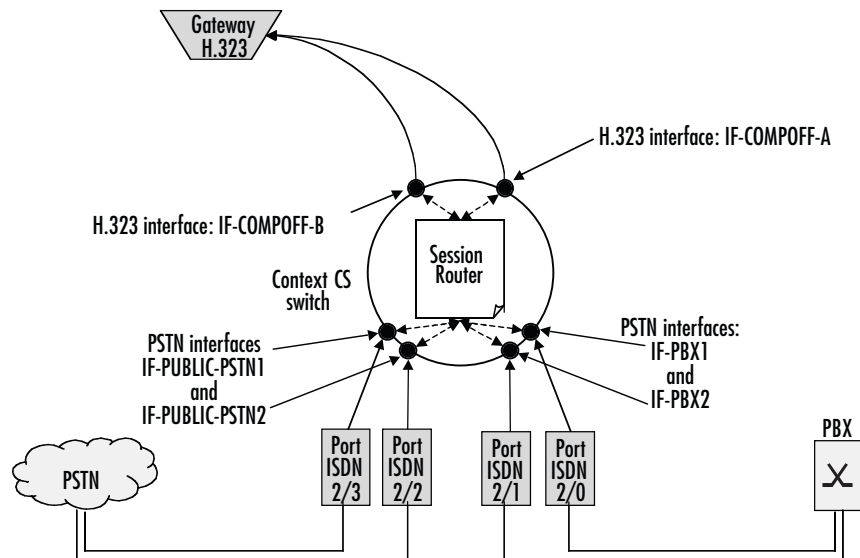 Gateway
H.323
H.323 interface: IF-COMPOFF-A
H.323 interface: IF-COMPOFF-B
Session
Router
Context CS
switch
PSTN interfaces
IF-PUBLIC-PSTN1
and
IF-PUBLIC-PSTN2
PSTN interfaces:
IF-PBX1
and
IF-PBX2
PSTN
Port
ISDN
2/3
Port
ISDN
2/2
Port
ISDN
2/1
Port
ISDN
2/0
PBX